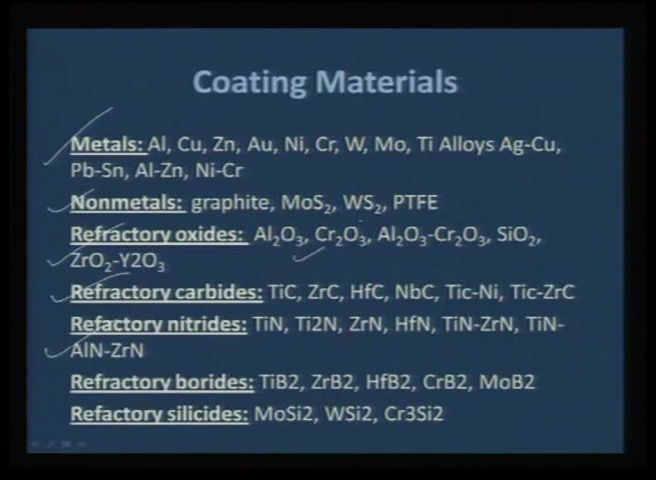 Coating Materials
Metals: Al, Cu, Zn, Au, Ni, Cr, W, Mo, Ti Alloys Ag-Cu,
Pb-Sn, Al-Zn, Ni-Cr
Nonmetals: graphite, MoS₂, WS₂, PTFE
Refractory oxides: Al₂O₃, Cr₂O₃, Al₂O₃-Cr₂O₃, SiO₂,
ZrO₂-Y2O₃
Refractory carbides: TiC, ZrC, HfC, NbC, Tic-Ni, Tic-ZrC
Refactory nitrides: TiN, Ti2N, ZrN, HfN, TiN-ZrN, TiN-
AlN-ZrN
Refractory borides: TiB2, ZrB2, HfB2, CrB2, MoB2
Refactory silicides: MoSi2, WSi2, Cr3Si2